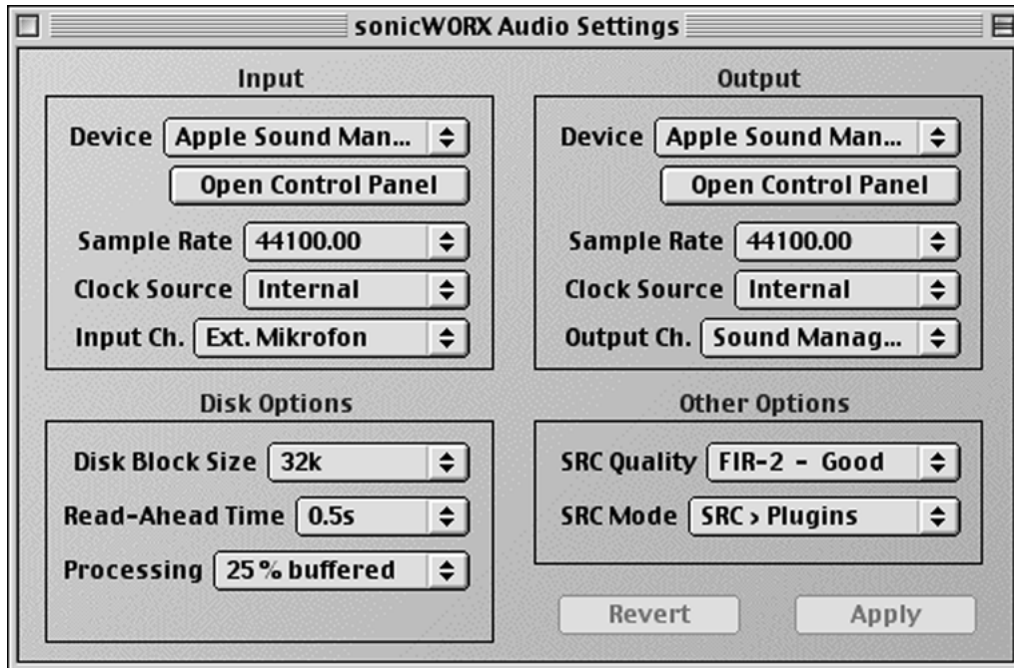 sonicWORX Audio Settings
Input
Device Apple Sound Man...
Open Control Panel
Sample Rate 44100.00
Clock Source Internal
Input Ch. Ext. Mikrofon
Output
Device Apple Sound Man...
Open Control Panel
Sample Rate 44100.00
Clock Source Internal
Output Ch. Sound Manag...
Disk Options
Disk Block Size 32k
Read-Ahead Time 0.5s
Processing 25% buffered
Other Options
SRC Quality FIR-2 - Good
SRC Mode SRC > Plugins
Revert
Apply